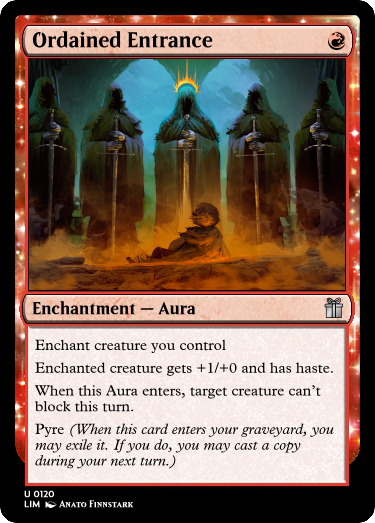 Ordained Entrance
Enchantment — Aura
Enchant creature you control
Enchanted creature gets +1/+0 and has haste.
When this Aura enters, target creature can't
block this turn.
Pyre (When this card enters your graveyard, you
may exile it. If you do, you may cast a copy
during your next turn.)
U 0120
LIM ANATO FINNSTARK